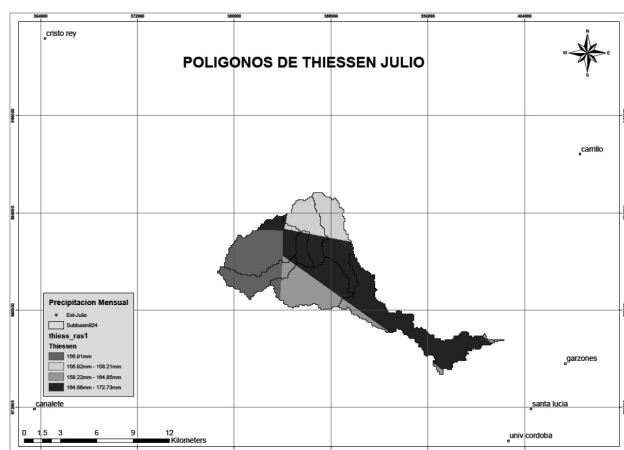 POLIGONOS DE THIESSEN JULIO
N
W E
S
cristo rey
carrillo
garzones
canalete
santa lucia
univ cordoba
Precipitacion Mensual
Est-Julio
Subbasin924
thiess_ras1
Thiessen
156.91mm
156.92mm - 158.21mm
158.22mm - 164.85mm
164.86mm - 172.73mm
0 1.5 3 6 9 12
Kilometers